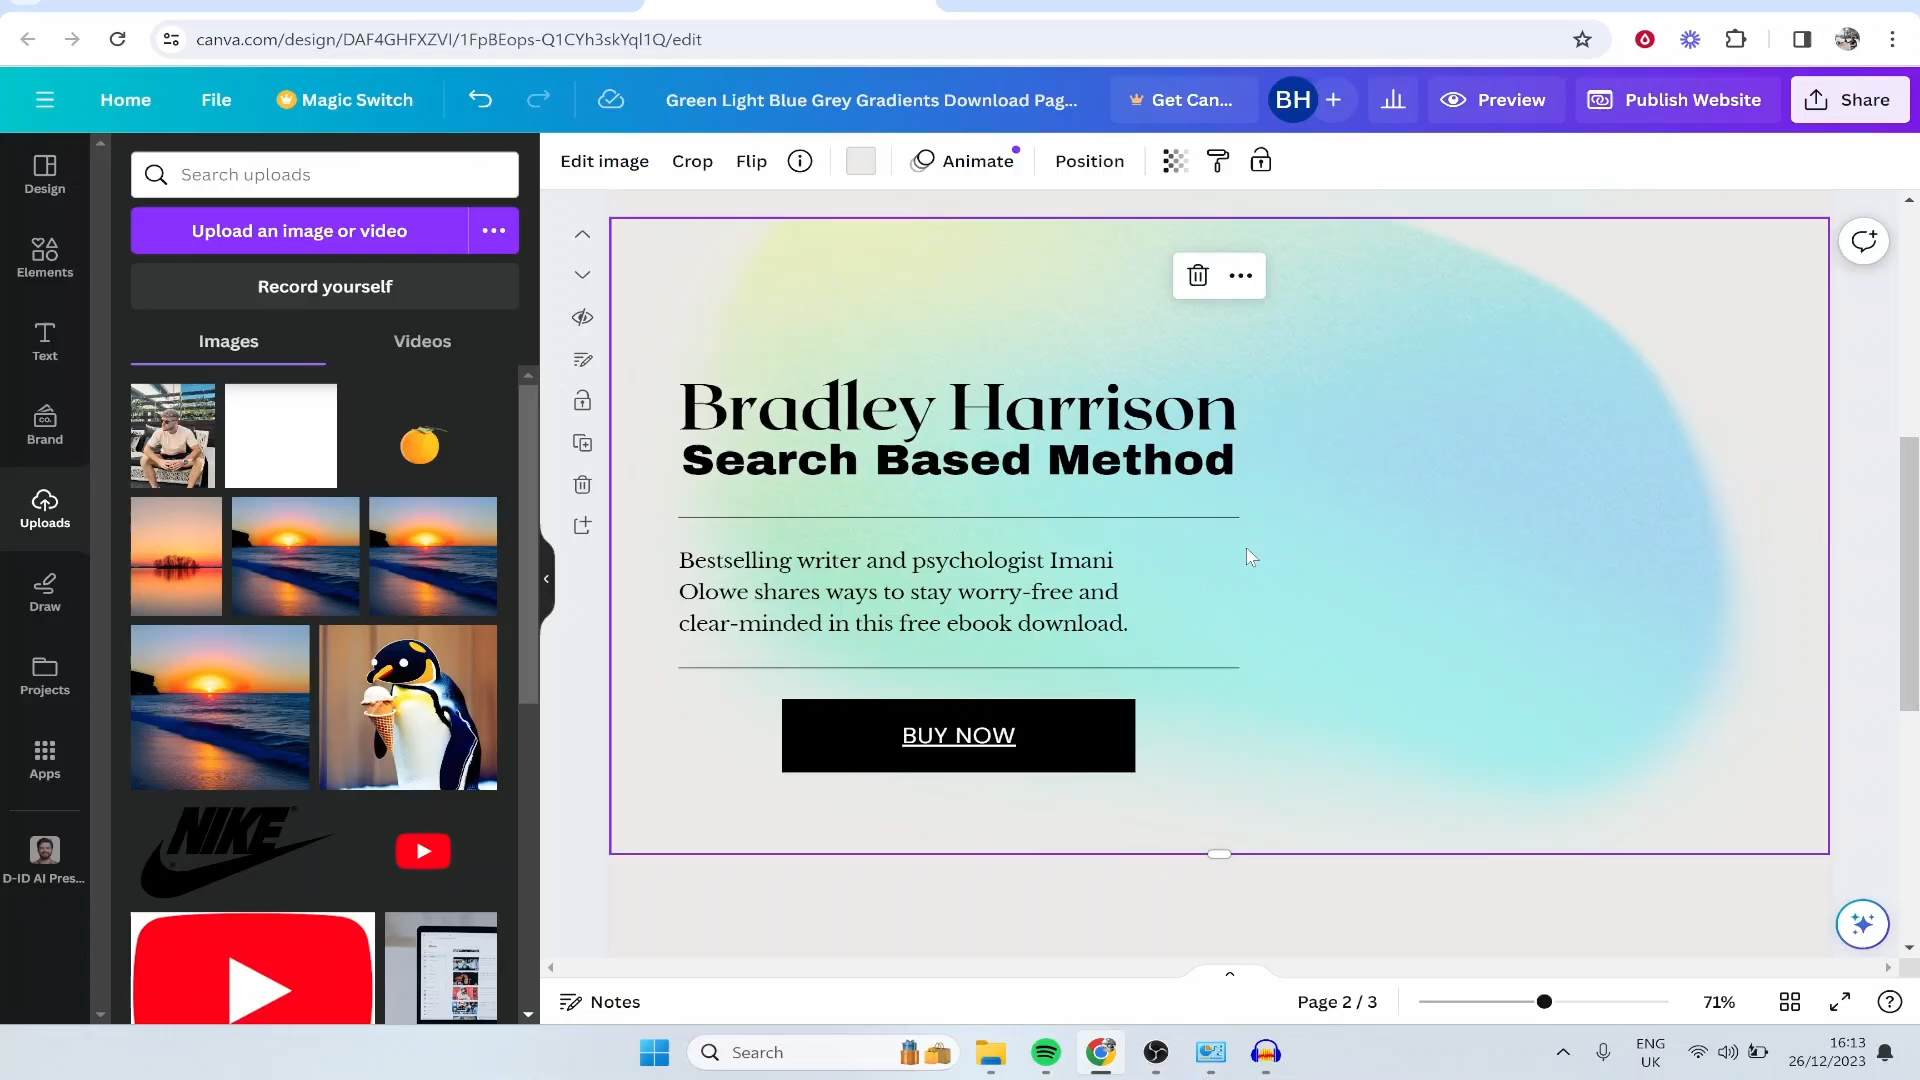 canva.com/design/DAF4GHFXZVI/1FpBEops-Q1CYh3skYql1Q/edit
Home
File
Magic Switch
Green Light Blue Grey Gradients Download Pag...
Get Can...
BH
Preview
Publish Website
Share
Design
Elements
Text
Brand
Uploads
Draw
Projects
Apps
D-ID AI Pres...
Search uploads
Upload an image or video
Record yourself
Images
Videos
NIKE
Edit image
Crop
Flip
Animate
Position
Bradley Harrison
Search Based Method
Bestselling writer and psychologist Imani
Olowe shares ways to stay worry-free and
clear-minded in this free ebook download.
BUY NOW
Notes
Page 2 / 3
71%
Search
ENG
UK
16:13
26/12/2023